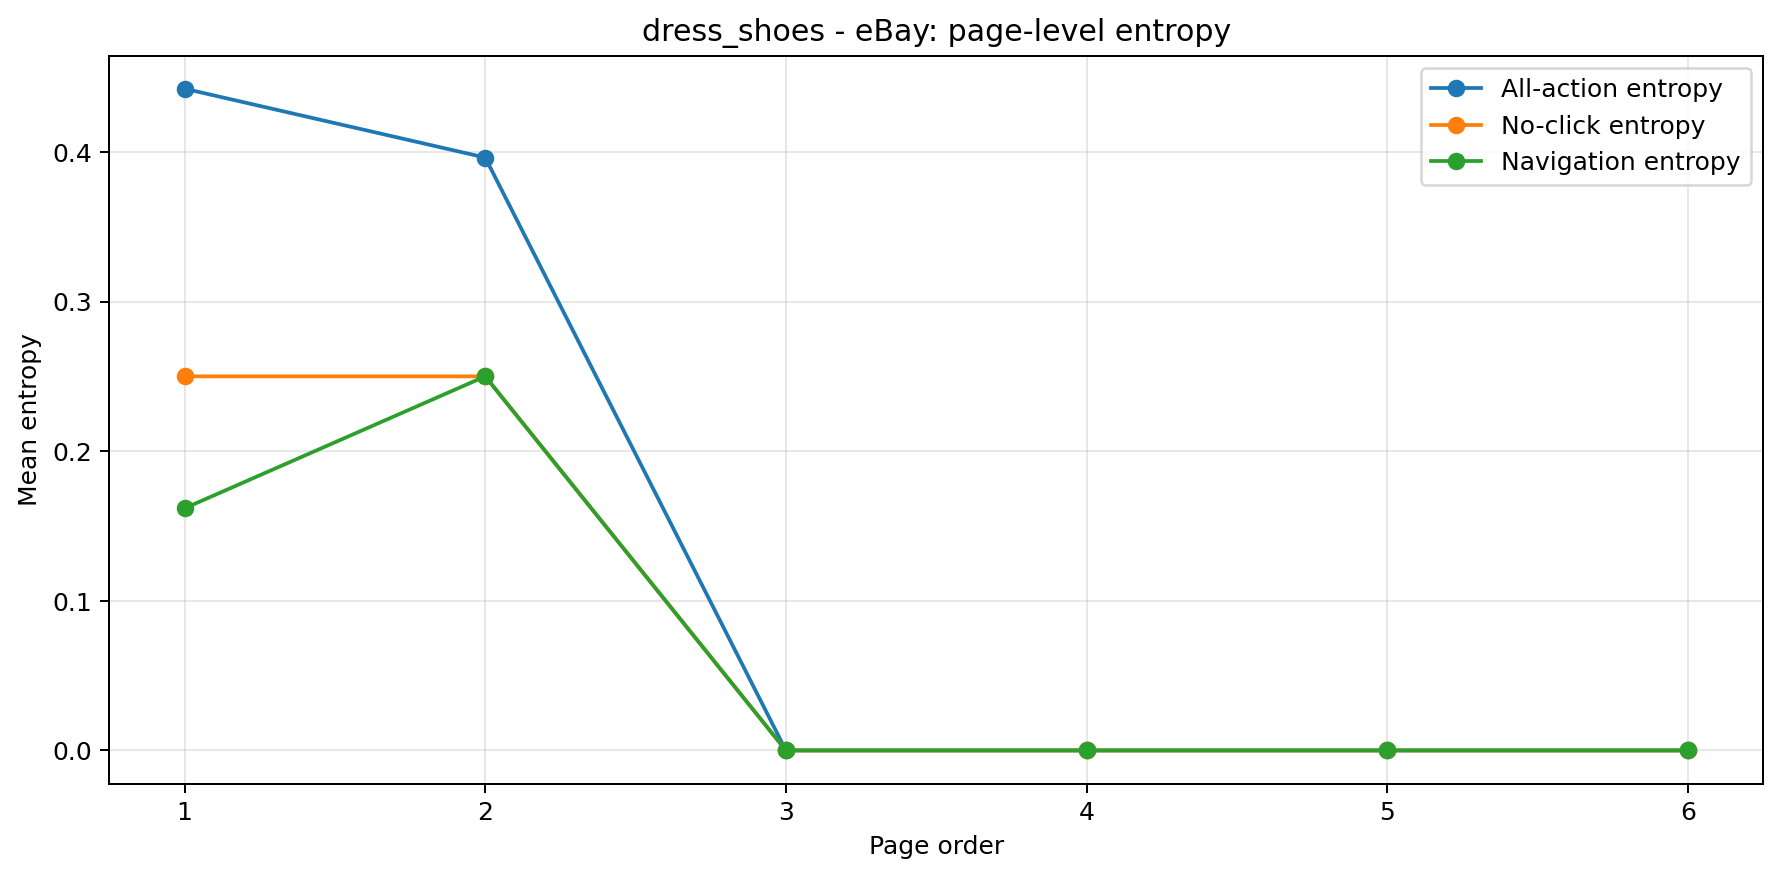 dress_shoes - eBay: page-level entropy
All-action entropy
No-click entropy
Navigation entropy
Mean entropy
0.4
0.3
0.2
0.1
0.0
1 2 3 4 5 6
Page order